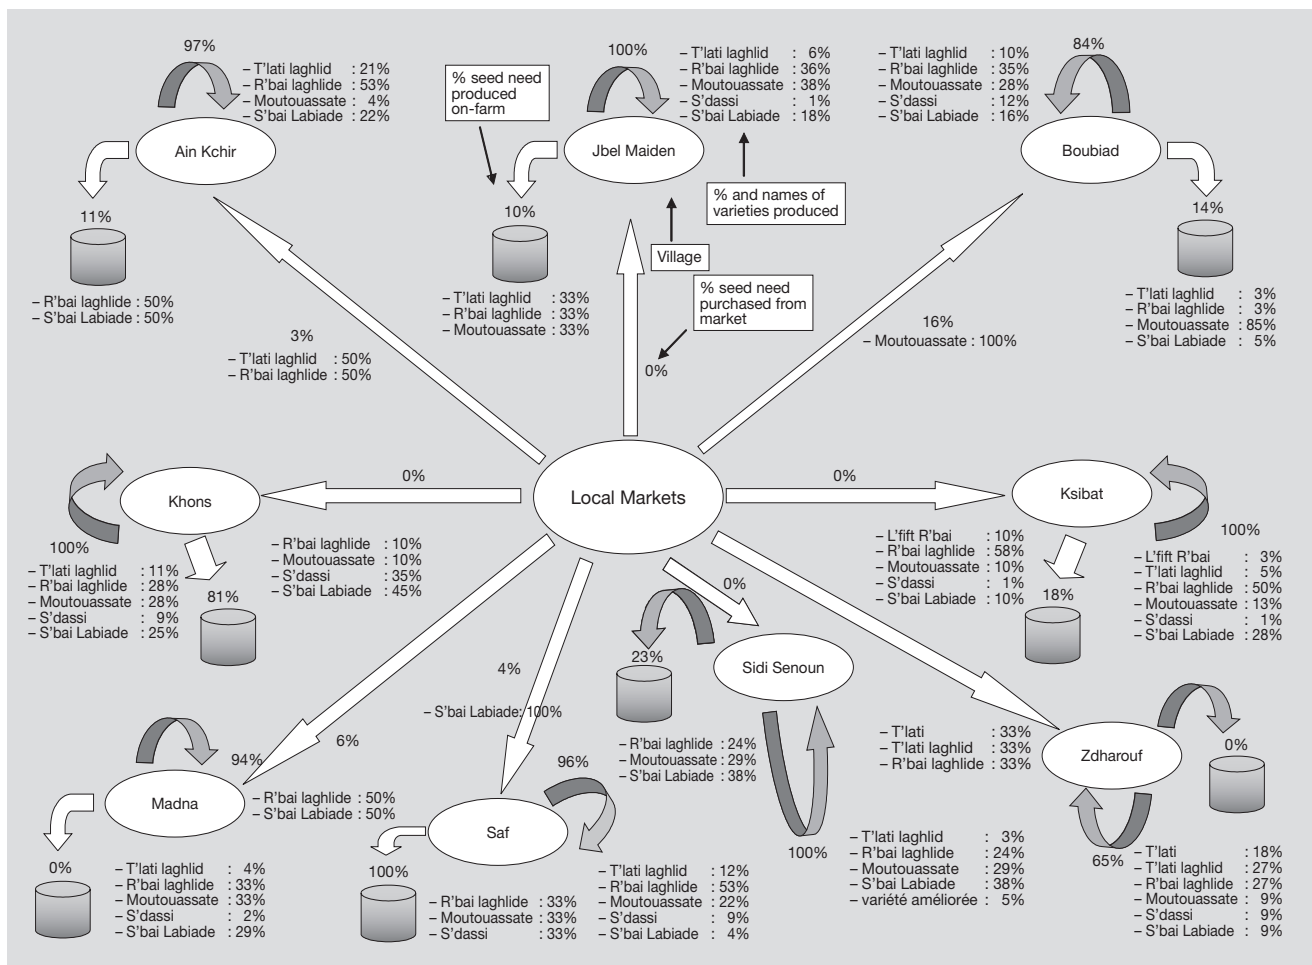 97%
– T’lati laghlid : 21%
– R’bai laghlide : 53%
– Moutouassate : 4%
– S’bai Labiade : 22%
Ain Kchir
11%
– R’bai laghlide : 50%
– S’bai Labiade : 50%
3%
– T’lati laghlid : 50%
– R’bai laghlide : 50%
% seed need
produced
on-farm
100%
– T’lati laghlid : 6%
– R’bai laghlide : 36%
– Moutouassate : 38%
– S’dassi : 1%
– S’bai Labiade : 18%
Jbel Maiden
10%
– T’lati laghlid : 33%
– R’bai laghlide : 33%
– Moutouassate : 33%
% and names of
varieties produced
Village
% seed need
purchased from
market
0%
84%
– T’lati laghlid : 10%
– R’bai laghlide : 35%
– Moutouassate : 28%
– S’dassi : 12%
– S’bai Labiade : 16%
Boubiad
14%
– T’lati laghlid : 3%
– R’bai laghlide : 3%
– Moutouassate : 85%
– S’bai Labiade : 5%
16%
– Moutouassate : 100%
Local Markets
0%
Khons
100%
– T’lati laghlid : 11%
– R’bai laghlide : 28%
– Moutouassate : 28%
– S’dassi : 9%
– S’bai Labiade : 25%
81%
– R’bai laghlide : 10%
– Moutouassate : 10%
– S’dassi : 35%
– S’bai Labiade : 45%
0%
Ksibat
– L’fift R’bai : 10%
– R’bai laghlide : 58%
– Moutouassate : 10%
– S’dassi : 1%
– S’bai Labiade : 10%
18%
100%
– L’fift R’bai : 3%
– T’lati laghlid : 5%
– R’bai laghlide : 50%
– Moutouassate : 13%
– S’dassi : 1%
– S’bai Labiade : 28%
6%
94%
Madna
– R’bai laghlide : 50%
– S’bai Labiade : 50%
0%
– T’lati laghlid : 4%
– R’bai laghlide : 33%
– Moutouassate : 33%
– S’dassi : 2%
– S’bai Labiade : 29%
4%
– S’bai Labiade: 100%
96%
Saf
100%
– R’bai laghlide : 33%
– Moutouassate : 33%
– S’dassi : 33%
– T’lati laghlid : 12%
– R’bai laghlide : 53%
– Moutouassate : 22%
– S’dassi : 9%
– S’bai Labiade : 4%
0%
23%
Sidi Senoun
– R’bai laghlide : 24%
– Moutouassate : 29%
– S’bai Labiade : 38%
100%
– T’lati laghlid : 3%
– R’bai laghlide : 24%
– Moutouassate : 29%
– S’bai Labiade : 38%
– variété améliorée : 5%
– T’lati : 33%
– T’lati laghlid : 33%
– R’bai laghlide : 33%
Zdharouf
0%
65%
– T’lati : 18%
– T’lati laghlid : 27%
– R’bai laghlide : 27%
– Moutouassate : 9%
– S’dassi : 9%
– S’bai Labiade : 9%